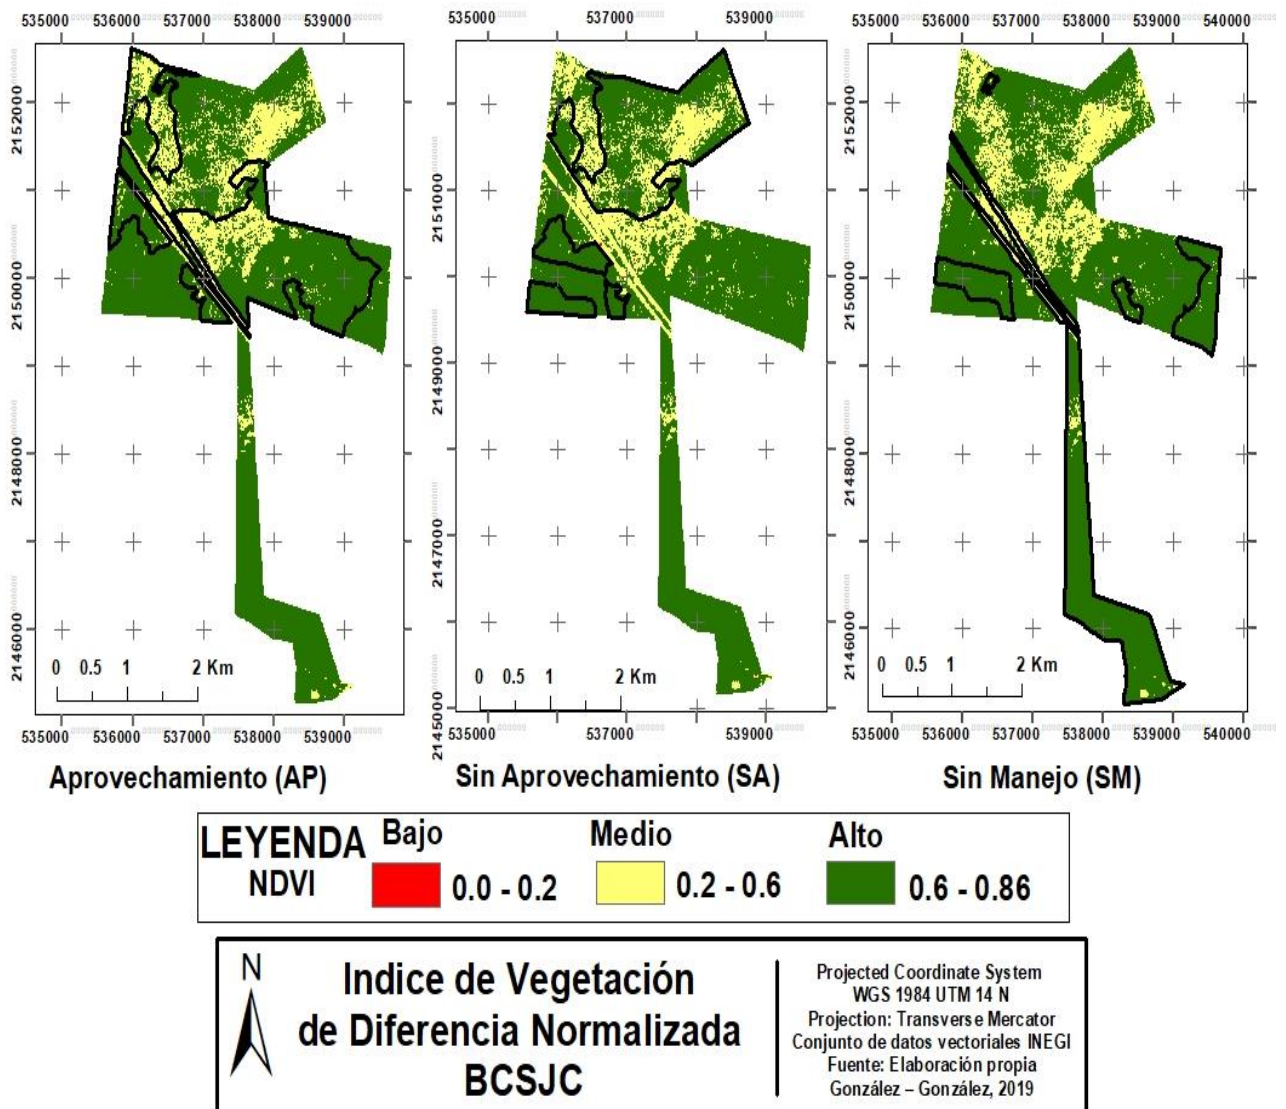 535000 536000 537000 538000 539000
535000 537000 539000
535000 536000 537000 538000 539000 540000
2152000
2150000
2148000
2146000
2151000
2149000
2147000
2145000
2152000
2150000
2148000
2146000
0 0.5 1 2 Km
0 0.5 1 2 Km
0 0.5 1 2 Km
535000 536000 537000 538000 539000
535000 537000 539000
535000 536000 537000 538000 539000 540000
Aprovechamiento (AP)
Sin Aprovechamiento (SA)
Sin Manejo (SM)
LEYENDA
NDVI
Bajo
0.0 - 0.2
Medio
0.2 - 0.6
Alto
0.6 - 0.86
N
Indice de Vegetación
de Diferencia Normalizada
BCSJC
Projected Coordinate System
WGS 1984 UTM 14 N
Projection: Transverse Mercator
Conjunto de datos vectoriales INEGI
Fuente: Elaboración propia
González – González, 2019